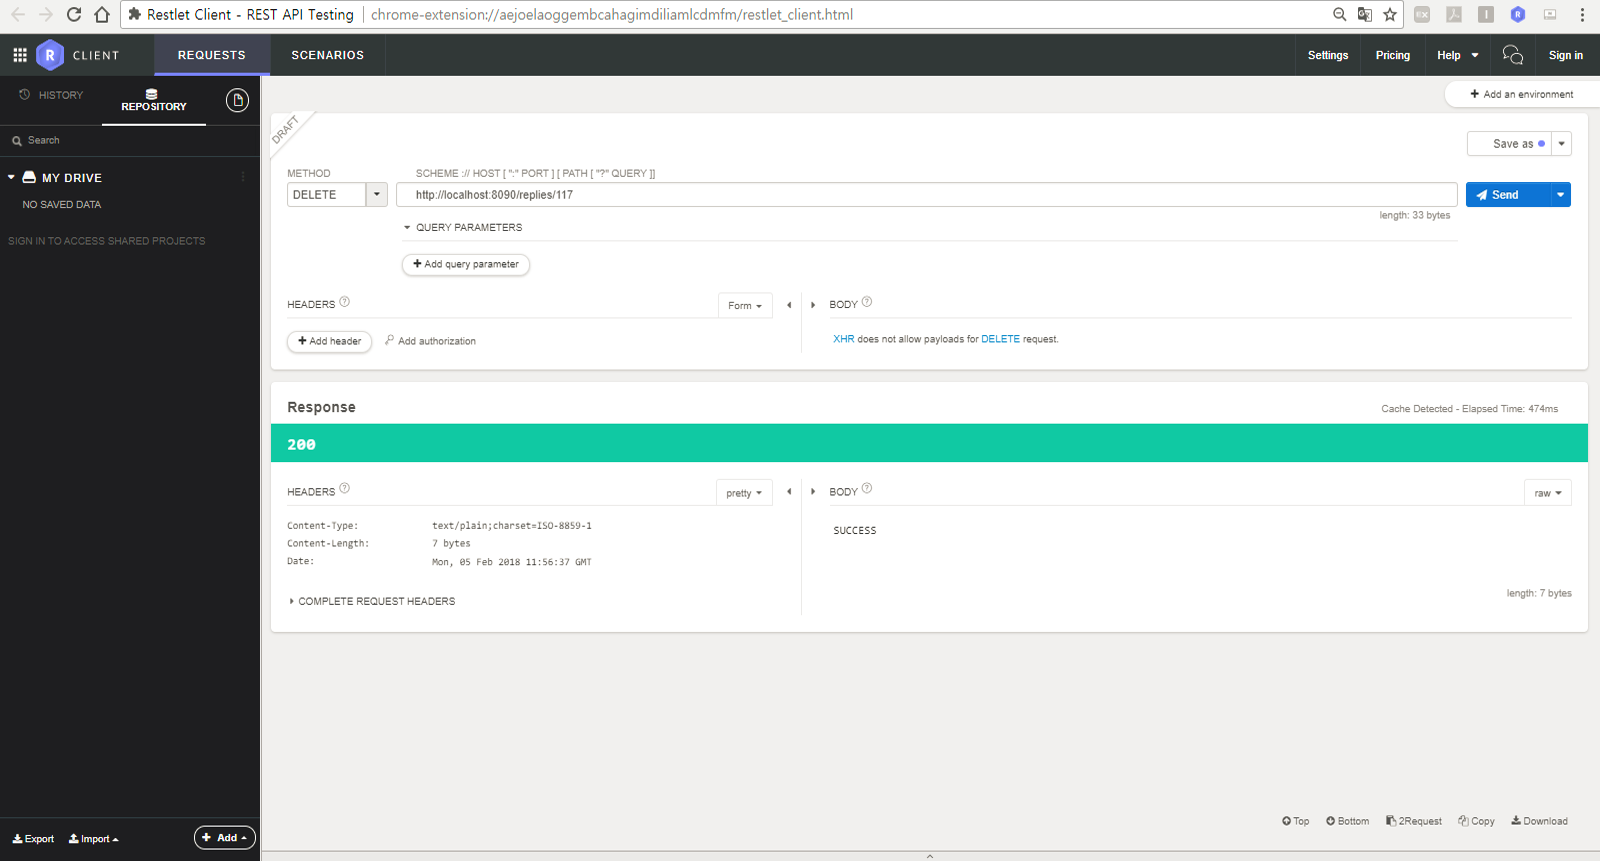 Restlet Client - REST API Testing | chrome-extension://aejoelaoggembcahagimdiliamlcdmfm/restlet_client.html
R CLIENT REQUESTS SCENARIOS Settings Pricing Help Sign in
HISTORY REPOSITORY
Add an environment
Search
DRAFT
Save as
MY DRIVE
METHOD SCHEME :// HOST [ ":" PORT ] [ PATH [ "?" QUERY ]]
NO SAVED DATA
DELETE http://localhost:8090/replies/117 Send
length: 33 bytes
QUERY PARAMETERS
SIGN IN TO ACCESS SHARED PROJECTS
+ Add query parameter
HEADERS ? Form BODY ?
+ Add header Add authorization
XHR does not allow payloads for DELETE request.
Response
Cache Detected - Elapsed Time: 474ms
200
HEADERS ? pretty BODY ? raw
Content-Type: text/plain;charset=ISO-8859-1
SUCCESS
Content-Length: 7 bytes
Date: Mon, 05 Feb 2018 11:56:37 GMT
length: 7 bytes
COMPLETE REQUEST HEADERS
Top Bottom 2Request Copy Download
Export Import + Add